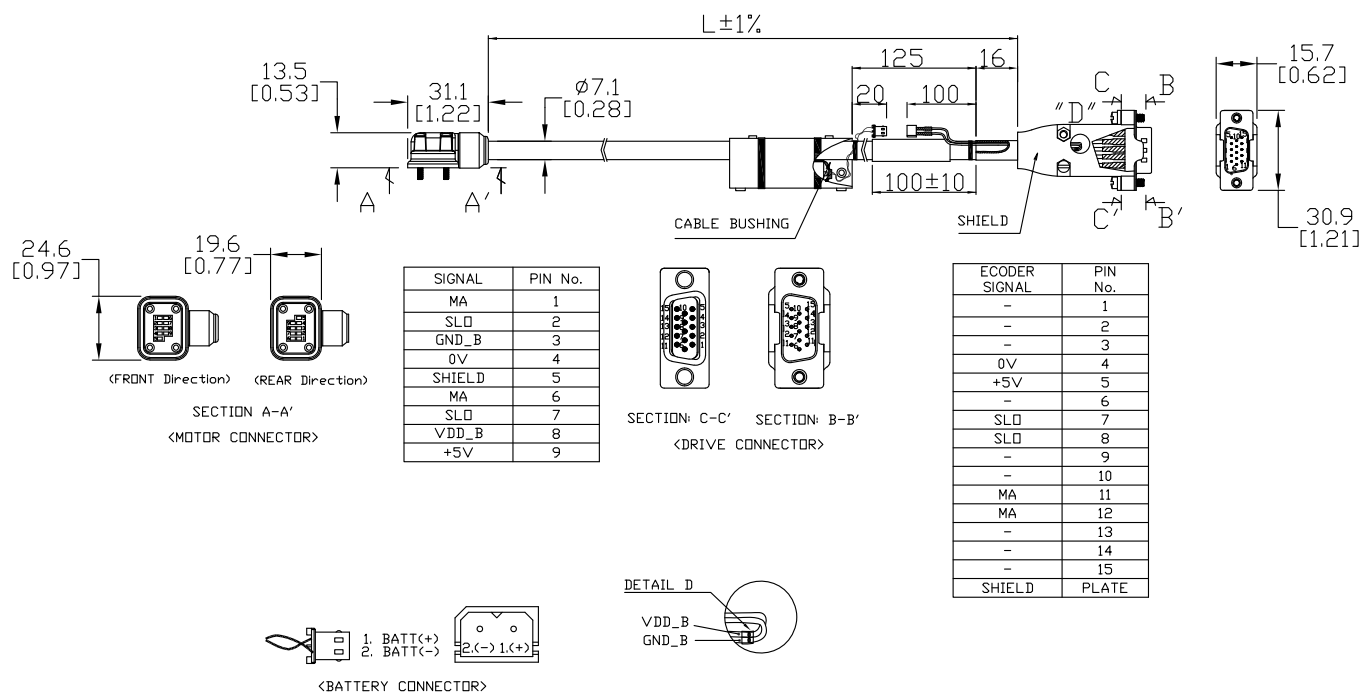 L±1%
125
16
15.7
[0.62]
13.5
[0.53]
31.1
[1.22]
Ø7.1
[0.28]
20
100
"D"
C
B
A
A'
100±10
C'
B'
CABLE BUSHING
SHIELD
30.9
[1.21]
24.6
[0.97]
19.6
[0.77]
(FRONT Direction)
(REAR Direction)
SECTION A-A'
<MOTOR CONNECTOR>
SIGNAL PIN No.
MA 1
SLO 2
GND_B 3
0V 4
SHIELD 5
MA 6
SLO 7
VDD_B 8
+5V 9
SECTION: C-C'
SECTION: B-B'
<DRIVE CONNECTOR>
ECODER SIGNAL PIN No.
- 1
- 2
- 3
0V 4
+5V 5
- 6
SLO 7
SLO 8
- 9
- 10
MA 11
MA 12
- 13
- 14
- 15
SHIELD PLATE
DETAIL D
VDD_B
GND_B
1. BATT(+)
2. BATT(-)
2.(-) 1.(+)
<BATTERY CONNECTOR>